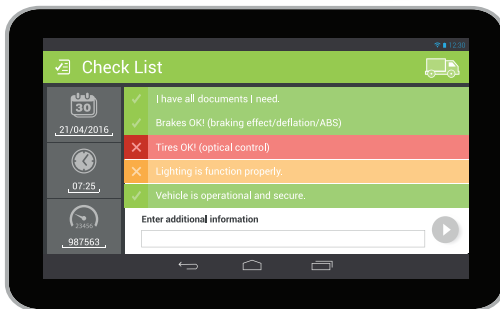 12:30
Check List
30
21/04/2016
07:25
23456
987563
I have all documents I need.
Brakes OK! (braking effect/deflation/ABS)
Tires OK! (optical control)
Lighting is function properly.
Vehicle is operational and secure.
Enter additional information